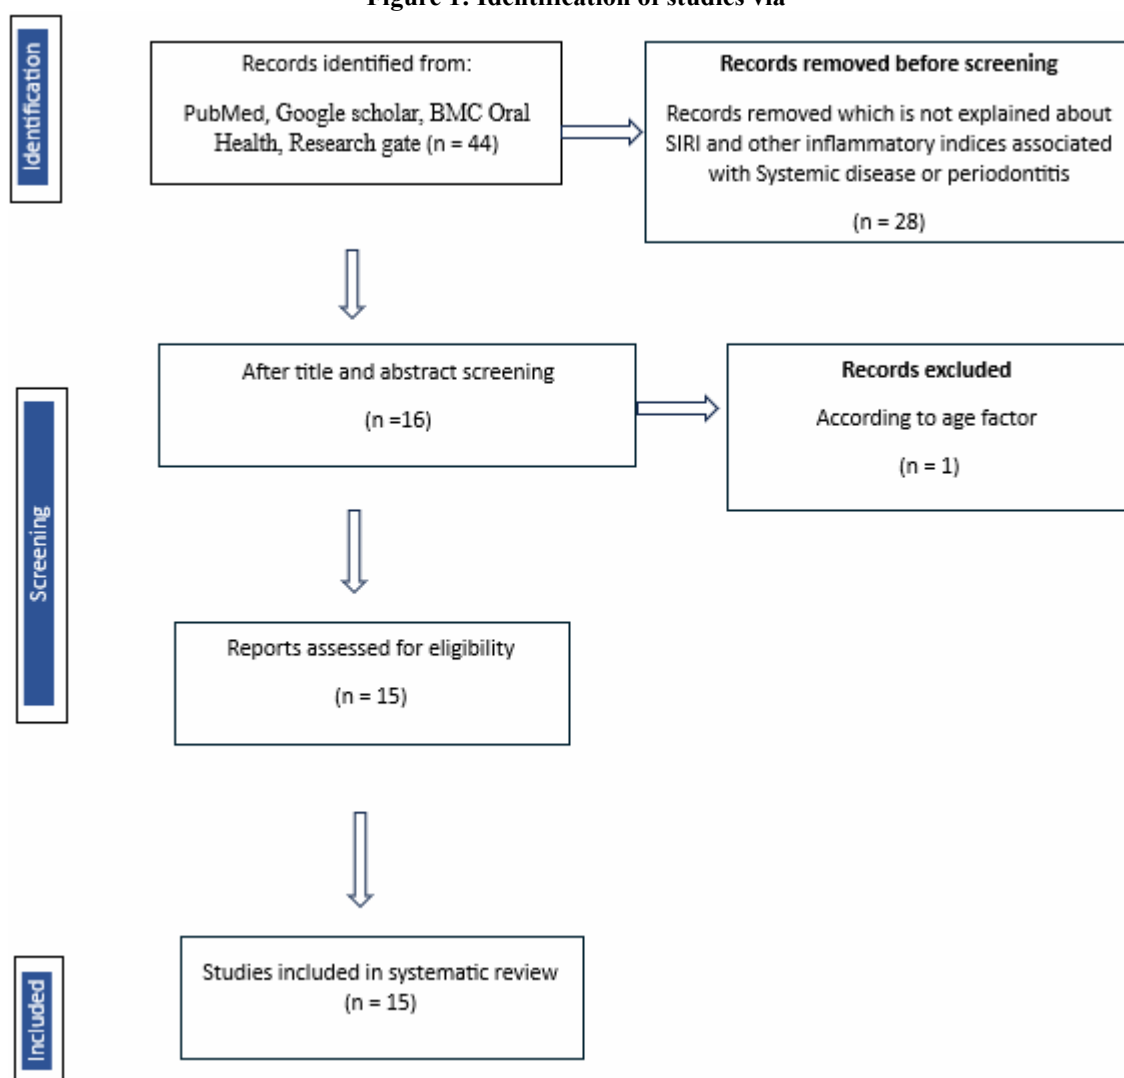 Figure 1: Identification of studies via
Identification
Records identified from:
PubMed, Google scholar, BMC Oral
Health, Research gate (n = 44)
Records removed before screening
Records removed which is not explained about
SIRI and other inflammatory indices associated
with Systemic disease or periodontitis
(n = 28)
Screening
After title and abstract screening
(n =16)
Records excluded
According to age factor
(n = 1)
Reports assessed for eligibility
(n = 15)
Included
Studies included in systematic review
(n = 15)